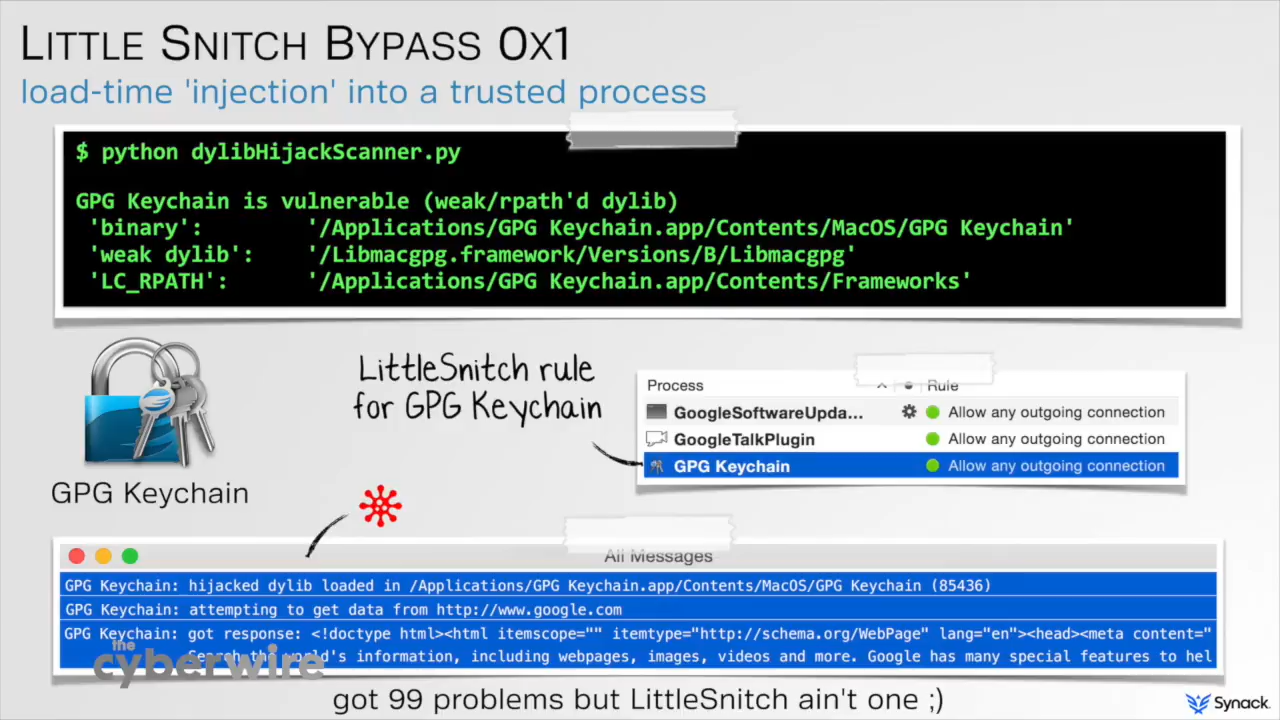 LITTLE SNITCH BYPASS 0X1
load-time 'injection' into a trusted process
$ python dylibHijackScanner.py
GPG Keychain is vulnerable (weak/rpath'd dylib)
'binary': '/Applications/GPG Keychain.app/Contents/MacOS/GPG Keychain'
'weak dylib': '/Libmacgpg.framework/Versions/B/Libmacgpg'
'LC_RPATH': '/Applications/GPG Keychain.app/Contents/Frameworks'
GPG Keychain
LittleSnitch rule
for GPG Keychain
Process Rule
GoogleSoftwareUpda... Allow any outgoing connection
GoogleTalkPlugin Allow any outgoing connection
GPG Keychain Allow any outgoing connection
All Messages
GPG Keychain: hijacked dylib loaded in /Applications/GPG Keychain.app/Contents/MacOS/GPG Keychain (85436)
GPG Keychain: attempting to get data from http://www.google.com
GPG Keychain: got response: <!doctype html><html itemscope="" itemtype="http://schema.org/WebPage" lang="en"><head><meta content="
Search the world's information, including webpages, images, videos and more. Google has many special features to hel
the
cyberwire
got 99 problems but LittleSnitch ain't one ;)
Synack.